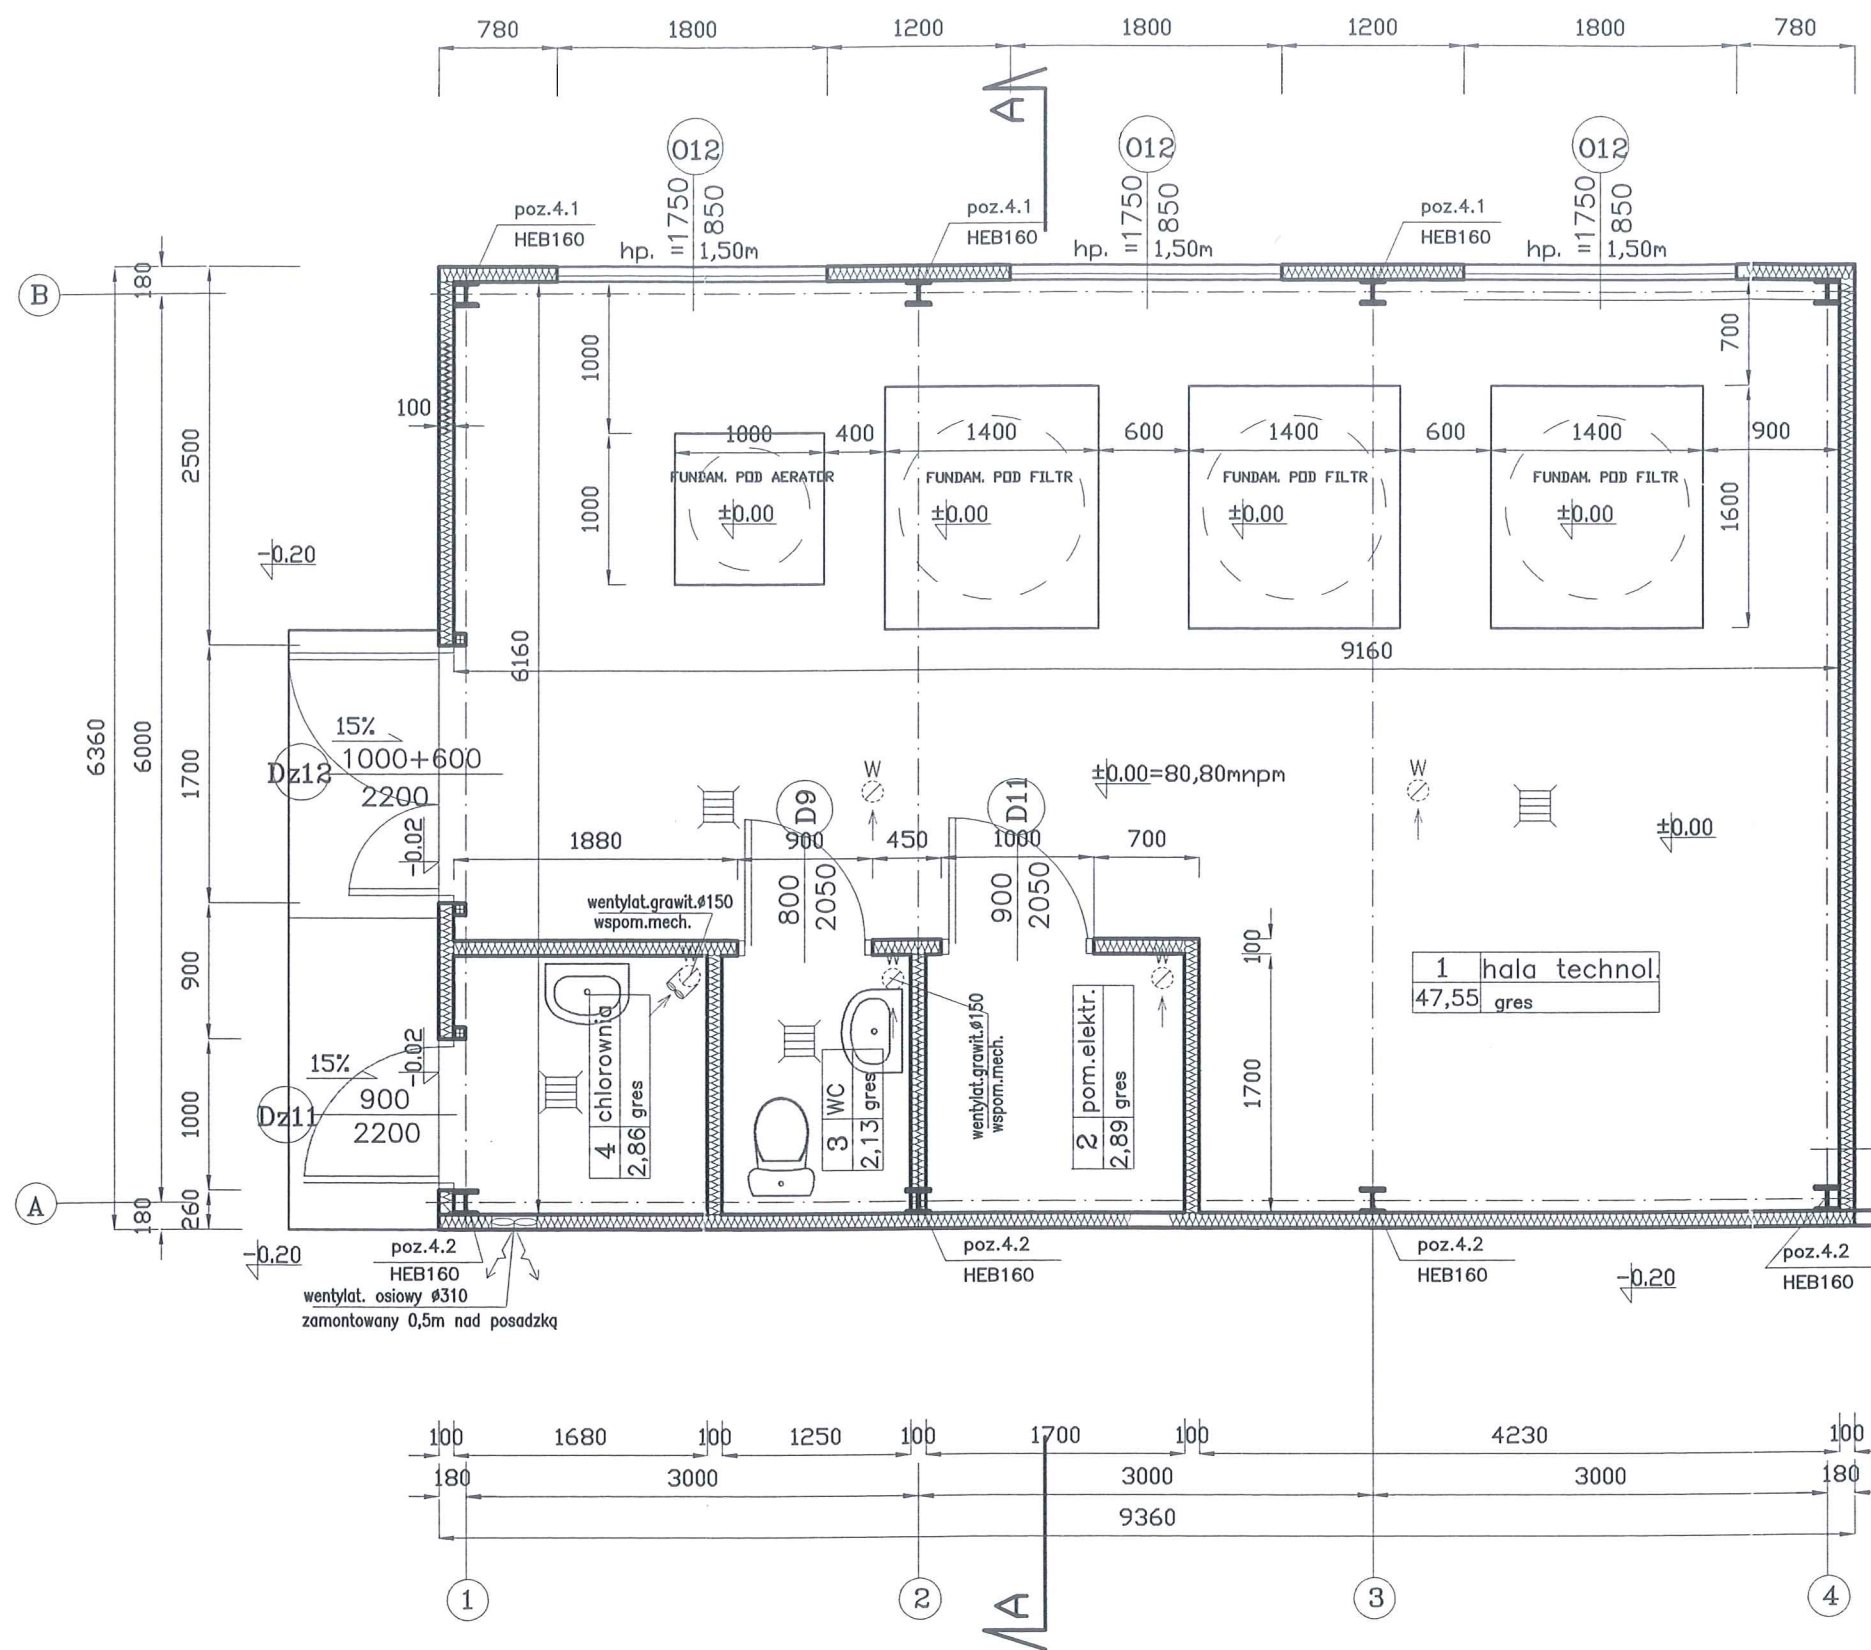 780 1800 1200 1800 1200 1800 780
A
O12 O12 O12
=1750 850 =1750 850 =1750 850
poz.4.1 poz.4.1 poz.4.1
HEB160 HEB160 HEB160
hp. 1,50m hp. 1,50m hp. 1,50m
180
B
1000
700
100
2500
1000 400 1400 600 1400 600 1400 900
FUNDAM. POD AERATOR FUNDAM. POD FILTR FUNDAM. POD FILTR FUNDAM. POD FILTR
1000
1600
±0.00 ±0.00 ±0.00 ±0.00
-0.20
6160
9160
6360
6000
1700
15%
Dz12 1000+600
2200
W W
±0.00=80,80mnpm
D9 D11
±0.00
-0.02
1880 900 450 1000 700
800 2050
900 2050
wentylat.grawit.ø150
wspom.mech.
W W W
100
900
1 hala technol.
47,55 gres
wentylat.grawit.ø150
wspom.mech.
-0.02
15%
Dz11 900
2200
1000
1700
4 chlorownia
2,86 gres
3 WC
2,13 gres
2 pom.elektr.
2,89 gres
A
180
260
-0.20
poz.4.2 poz.4.2 poz.4.2 poz.4.2
HEB160 HEB160 HEB160 HEB160
-0.20
wentylat. osiowy ø310
zamontowany 0,5m nad posadzką
100 1680 100 1250 100 1700 100 4230 100
180 3000 3000 3000 180
9360
1 2 3 4
A